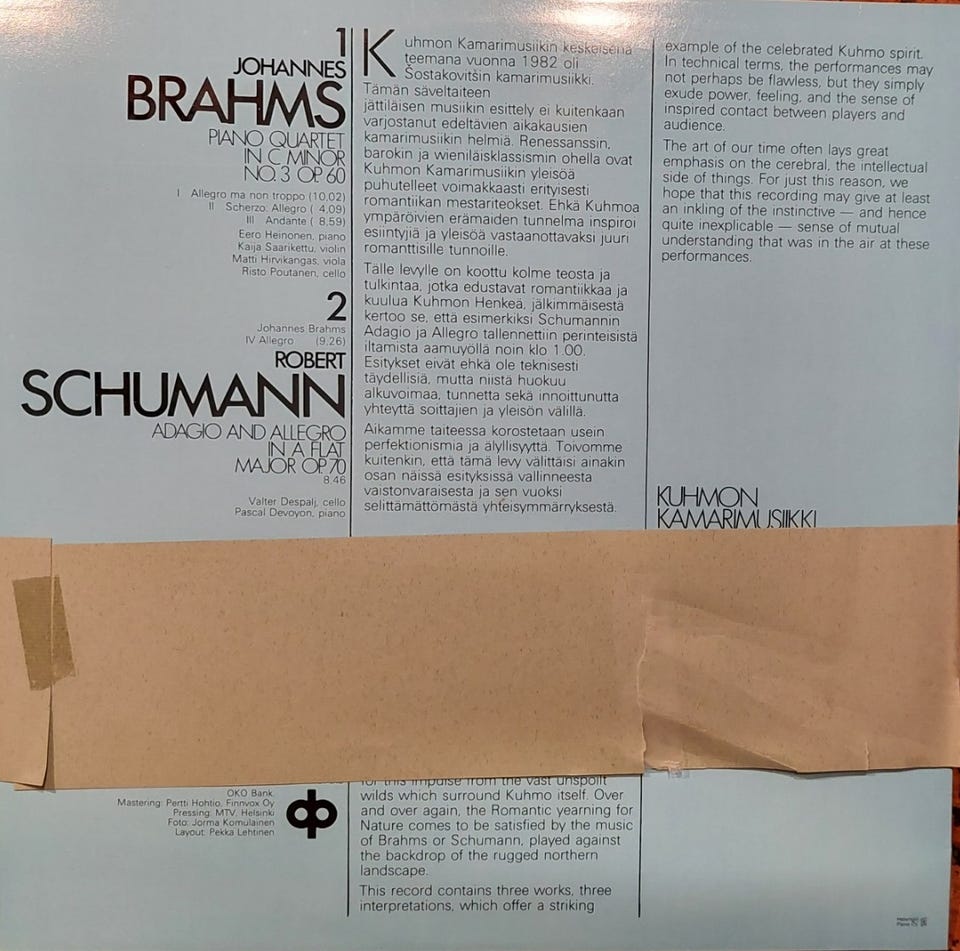 1
JOHANNES
BRAHMS
PIANO QUARTET
IN C MINOR
NO. 3 OP 60
I Allegro ma non troppo (10.02)
II Scherzo: Allegro ( 4,09)
III Andante ( 8,59)
Eero Heinonen, piano
Kaija Saarikettu, violin
Matti Hirvikangas, viola
Risto Poutanen, cello
2
Johannes Brahms
IV Allegro (9.26)
ROBERT
SCHUMANN
ADAGIO AND ALLEGRO
IN A FLAT
MAJOR OP. 70
8.46
Valter Despalj, cello
Pascal Devoyon, piano
OKO Bank
Mastering: Pertti Hohtio, Finnvox Oy
Pressing: MTV, Helsinki
Foto: Jorma Komulainen
Layout: Pekka Lehtinen
Kuhmon Kamarimusiikin keskeisenä
teemana vuonna 1982 oli
Šostakovitšin kamarimusiikki.
Tämän säveltaiteen
jättiläisen musiikin esittely ei kuitenkaan
varjostanut edeltävien aikakausien
kamarimusiikin helmiä. Renessanssin,
barokin ja wieniläisklassismin ohella ovat
Kuhmon Kamarimusiikin yleisöä
puhutelleet voimakkaasti erityisesti
romantiikan mestariteokset. Ehkä Kuhmoa
ympäröivien erämaiden tunnelma inspiroi
esiintyjiä ja yleisöä vastaanottavaksi juuri
romanttisille tunnoille.
Tälle levylle on koottu kolme teosta ja
tulkintaa, jotka edustavat romantiikkaa ja
kuulua Kuhmon Henkeä, jälkimmäisestä
kertoo se, että esimerkiksi Schumannin
Adagio ja Allegro tallennettiin perinteisistä
iltamista aamuyöllä noin klo 1.00.
Esitykset eivät ehkä ole teknisesti
täydellisiä, mutta niistä huokuu
alkuvoimaa, tunnetta sekä innoittunutta
yhteyttä soittajien ja yleisön välillä.
Aikamme taiteessa korostetaan usein
perfektionismia ja älyllisyyttä. Toivomme
kuitenkin, että tämä levy välittäisi ainakin
osan näissä esityksissä vallinneesta
vaistonvaraisesta ja sen vuoksi
selittämättömästä yhteisymmärryksestä.
for this impulse from the vast unspoilt
wilds which surround Kuhmo itself. Over
and over again, the Romantic yearning for
Nature comes to be satisfied by the music
of Brahms or Schumann, played against
the backdrop of the rugged northern
landscape.
This record contains three works, three
interpretations, which offer a striking
example of the celebrated Kuhmo spirit.
In technical terms, the performances may
not perhaps be flawless, but they simply
exude power, feeling, and the sense of
inspired contact between players and
audience.
The art of our time often lays great
emphasis on the cerebral, the intellectual
side of things. For just this reason, we
hope that this recording may give at least
an inkling of the instinctive — and hence
quite inexplicable — sense of mutual
understanding that was in the air at these
performances.
KUHMON
KAMARIMUSIIKKI